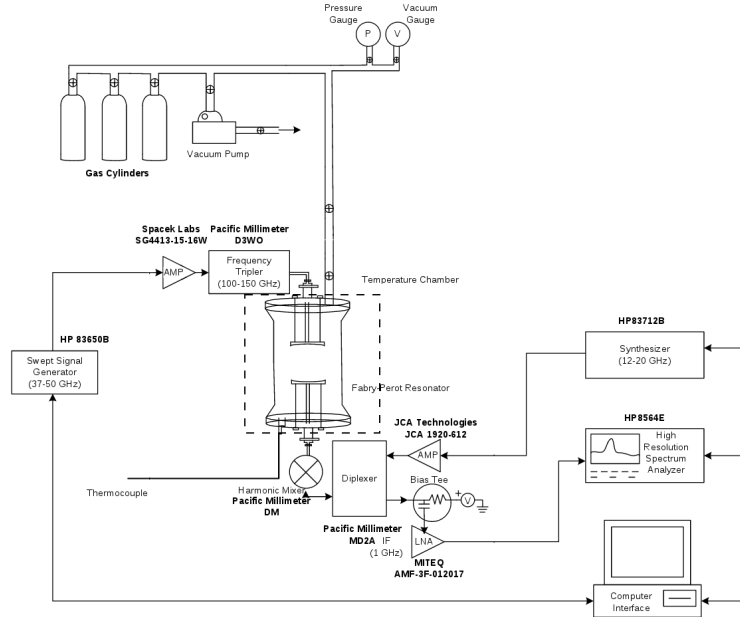 Pressure
Gauge
Vacuum
Gauge
P
V
Vacuum Pump
Gas Cylinders
Spacek Labs
SG4413-15-16W
Pacific Millimeter
D3WO
AMP
Frequency
Tripler
(100-150 GHz)
Temperature Chamber
HP 83650B
Swept Signal
Generator
(37-50 GHz)
HP83712B
Synthesizer
(12-20 GHz)
Fabry-Perot Resonator
JCA Technologies
JCA 1920-612
AMP
HP8564E
High
Resolution
Spectrum
Analyzer
Thermocouple
Harmonic Mixer
Pacific Millimeter
DM
Diplexer
Bias Tee
+
V
Pacific Millimeter
MD2A
IF
(1 GHz)
LNA
MITEQ
AMF-3F-012017
Computer
Interface